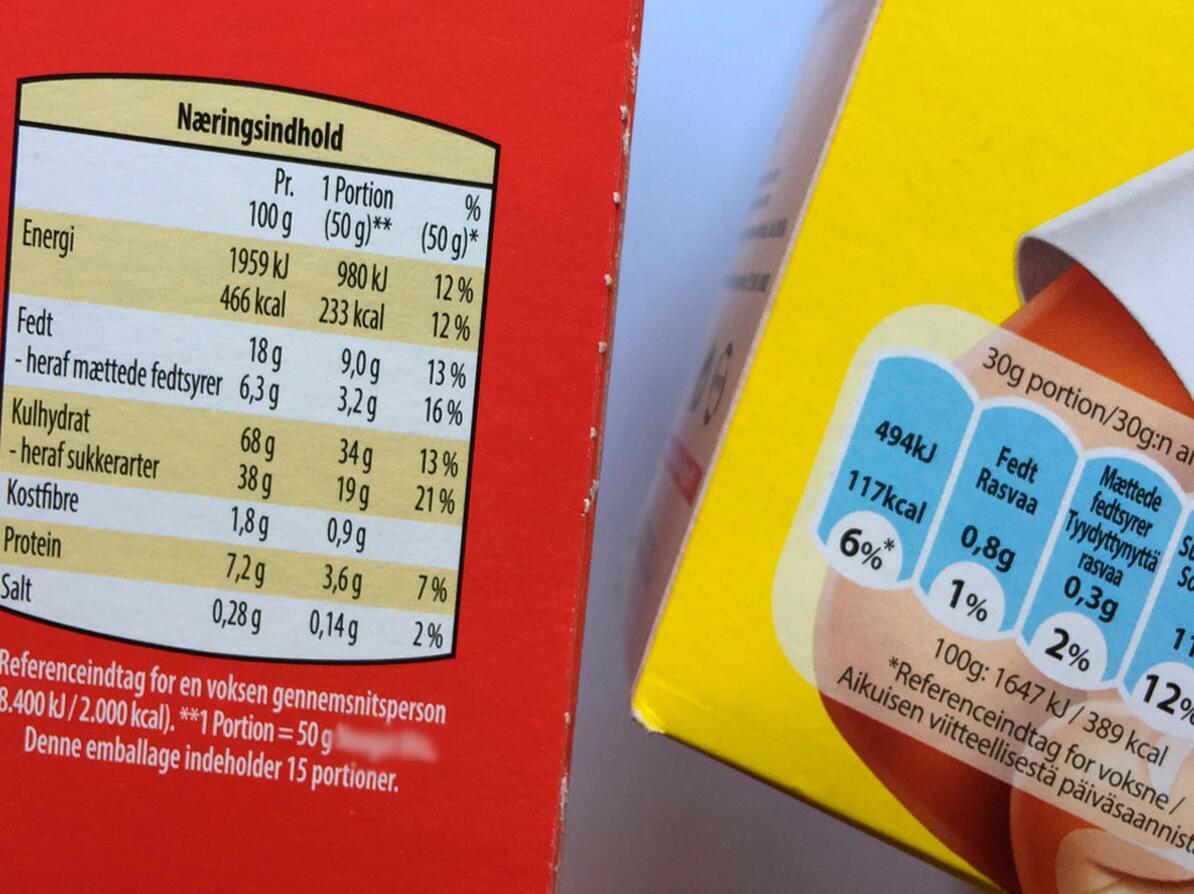 Næringsindhold
Pr. 1 Portion %
100 g (50 g)** (50 g)*
Energi
1959 kJ 980 kJ 12 %
466 kcal 233 kcal 12 %
Fedt
18 g 9,0 g 13 %
- heraf mættede fedtsyrer 6,3 g 3,2 g 16 %
Kulhydrat
68 g 34 g 13 %
- heraf sukkerarter 38 g 19 g 21 %
Kostfibre
1,8 g 0,9 g
Protein
7,2 g 3,6 g 7 %
Salt
0,28 g 0,14 g 2 %
Referenceindtag for en voksen gennemsnitsperson
8.400 kJ / 2.000 kcal). **1 Portion = 50 g
Denne emballage indeholder 15 portioner.
30g portion/30g:n
494kJ
117kcal
6%*
Fedt
Rasvaa
0,8g
1%
Mættede
fedtsyrer
Tyydyttynyttä
rasvaa
0,3g
2%
12%
100g: 1647 kJ / 389 kcal
*Referenceindtag for voksne /
Aikuisen viitteellisestä